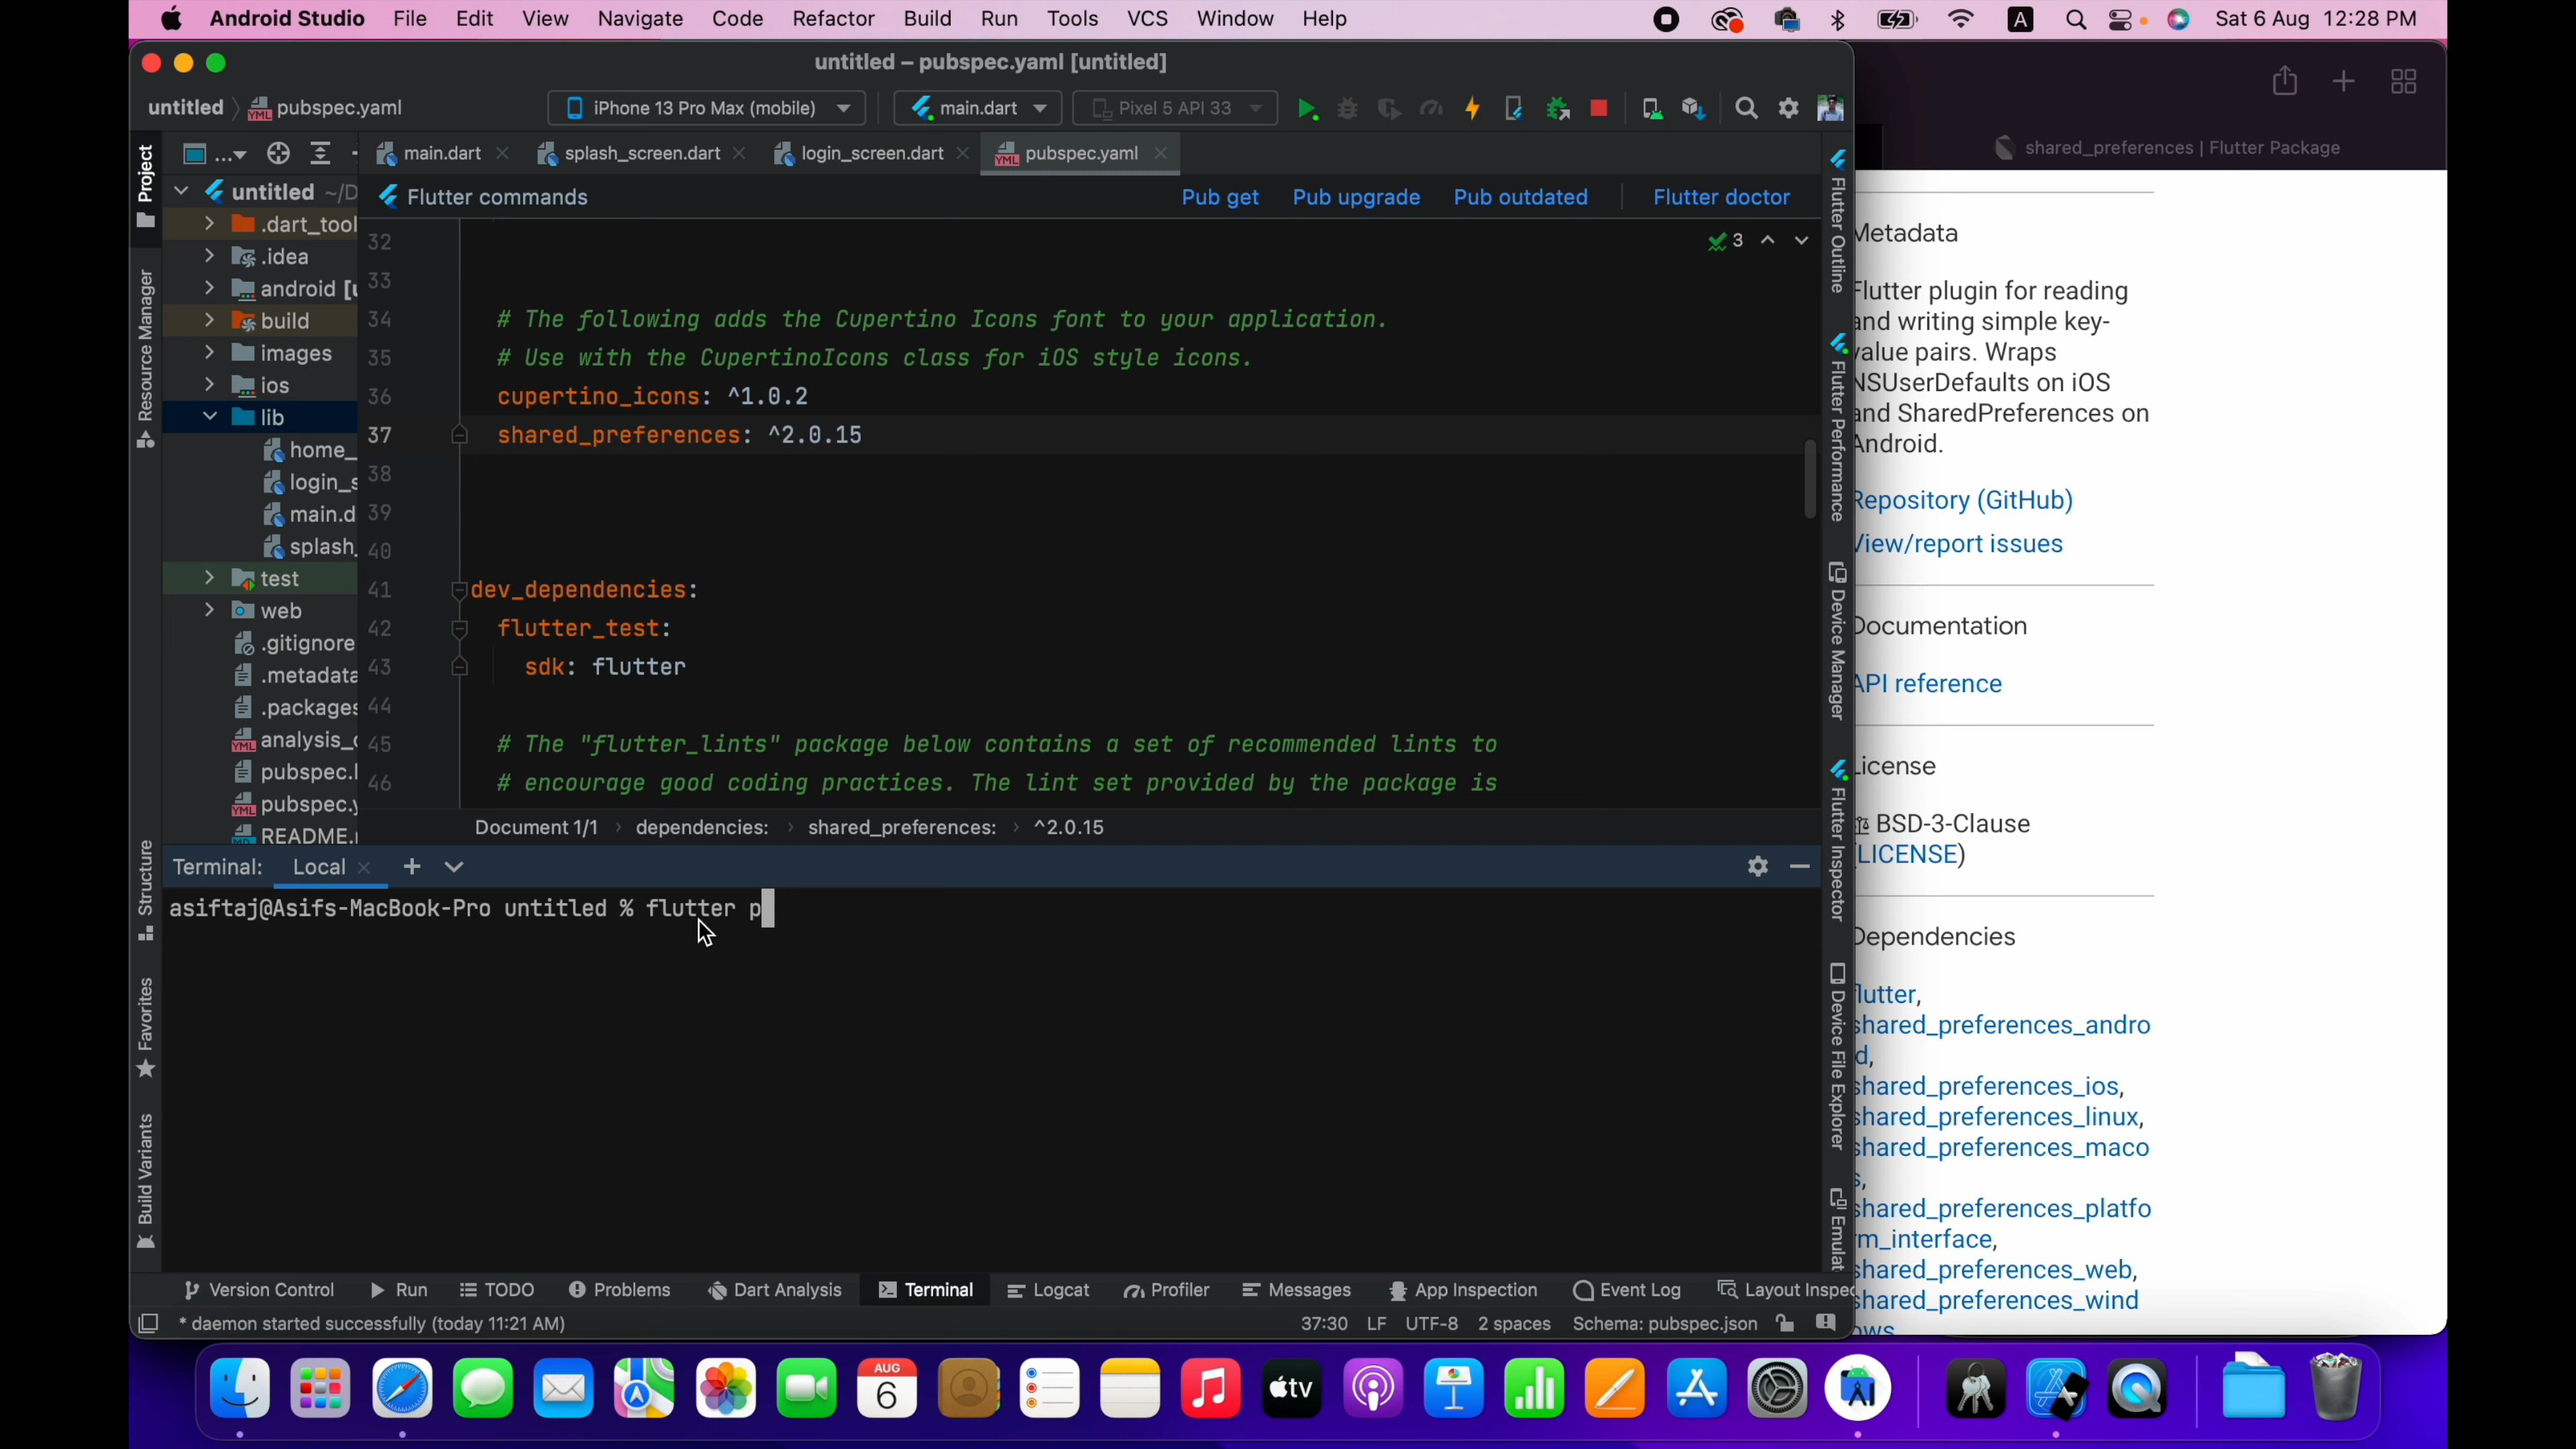 Android Studio File Edit View Navigate Code Refactor Build Run Tools VCS Window Help
A
Sat 6 Aug 12:28 PM
untitled – pubspec.yaml [untitled]
untitled
pubspec.yaml
iPhone 13 Pro Max (mobile)
main.dart
Pixel 5 API 33
shared_preferences | Flutter Package
...
main.dart
splash_screen.dart
login_screen.dart
pubspec.yaml
Flutter commands
Pub get
Pub upgrade
Pub outdated
Flutter doctor
Project
Resource Manager
Structure
Favorites
Build Variants
untitled ~/D
.dart_tool
.idea
android [u
build
images
ios
lib
home_
login_s
main.d
splash_
test
web
.gitignore
.metadata
.packages
analysis_o
pubspec.l
pubspec.y
README.
3
32
33
34 # The following adds the Cupertino Icons font to your application.
35 # Use with the CupertinoIcons class for iOS style icons.
36 cupertino_icons: ^1.0.2
37 shared_preferences: ^2.0.15
38
39
40
41 dev_dependencies:
42 flutter_test:
43 sdk: flutter
44
45 # The "flutter_lints" package below contains a set of recommended lints to
46 # encourage good coding practices. The lint set provided by the package is
Document 1/1 › dependencies: › shared_preferences: › ^2.0.15
Flutter Outline
Flutter Performance
Device Manager
Flutter Inspector
Device File Explorer
Emulat
Terminal: Local
asiftaj@Asifs-MacBook-Pro untitled % flutter p
Version Control
Run
TODO
Problems
Dart Analysis
Terminal
Logcat
Profiler
Messages
App Inspection
Event Log
Layout Inspec
* daemon started successfully (today 11:21 AM)
37:30 LF UTF-8 2 spaces Schema: pubspec.json
Metadata
Flutter plugin for reading
and writing simple key-
value pairs. Wraps
NSUserDefaults on iOS
and SharedPreferences on
Android.
Repository (GitHub)
View/report issues
Documentation
API reference
License
BSD-3-Clause
(LICENSE)
Dependencies
flutter,
shared_preferences_andro
d,
shared_preferences_ios,
shared_preferences_linux,
shared_preferences_maco
s,
shared_preferences_platfo
rm_interface,
shared_preferences_web,
shared_preferences_wind
ows
AUG
6
tv